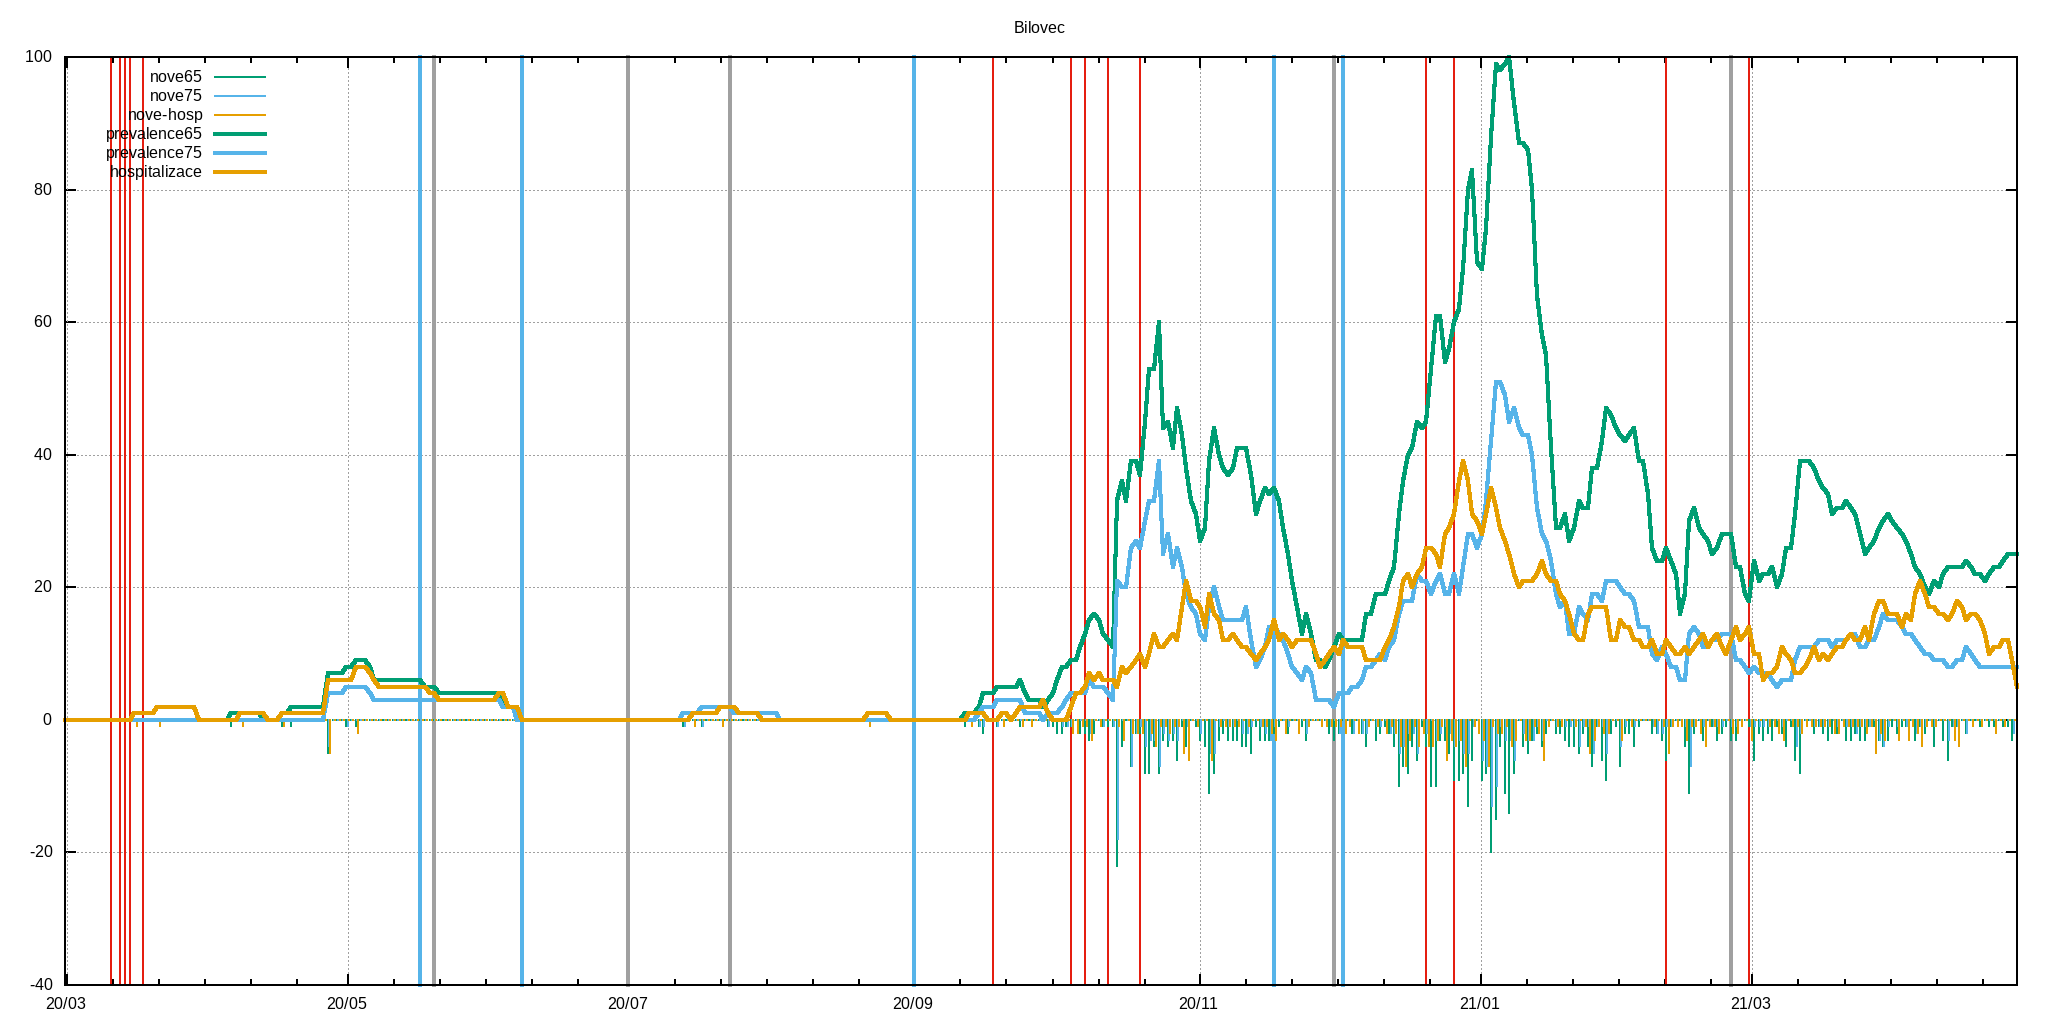 Bilovec
100
80
60
40
20
0
-20
-40
nove65
nove75
nove-hosp
prevalence65
prevalence75
hospitalizace
20/03 20/05 20/07 20/09 20/11 21/01 21/03